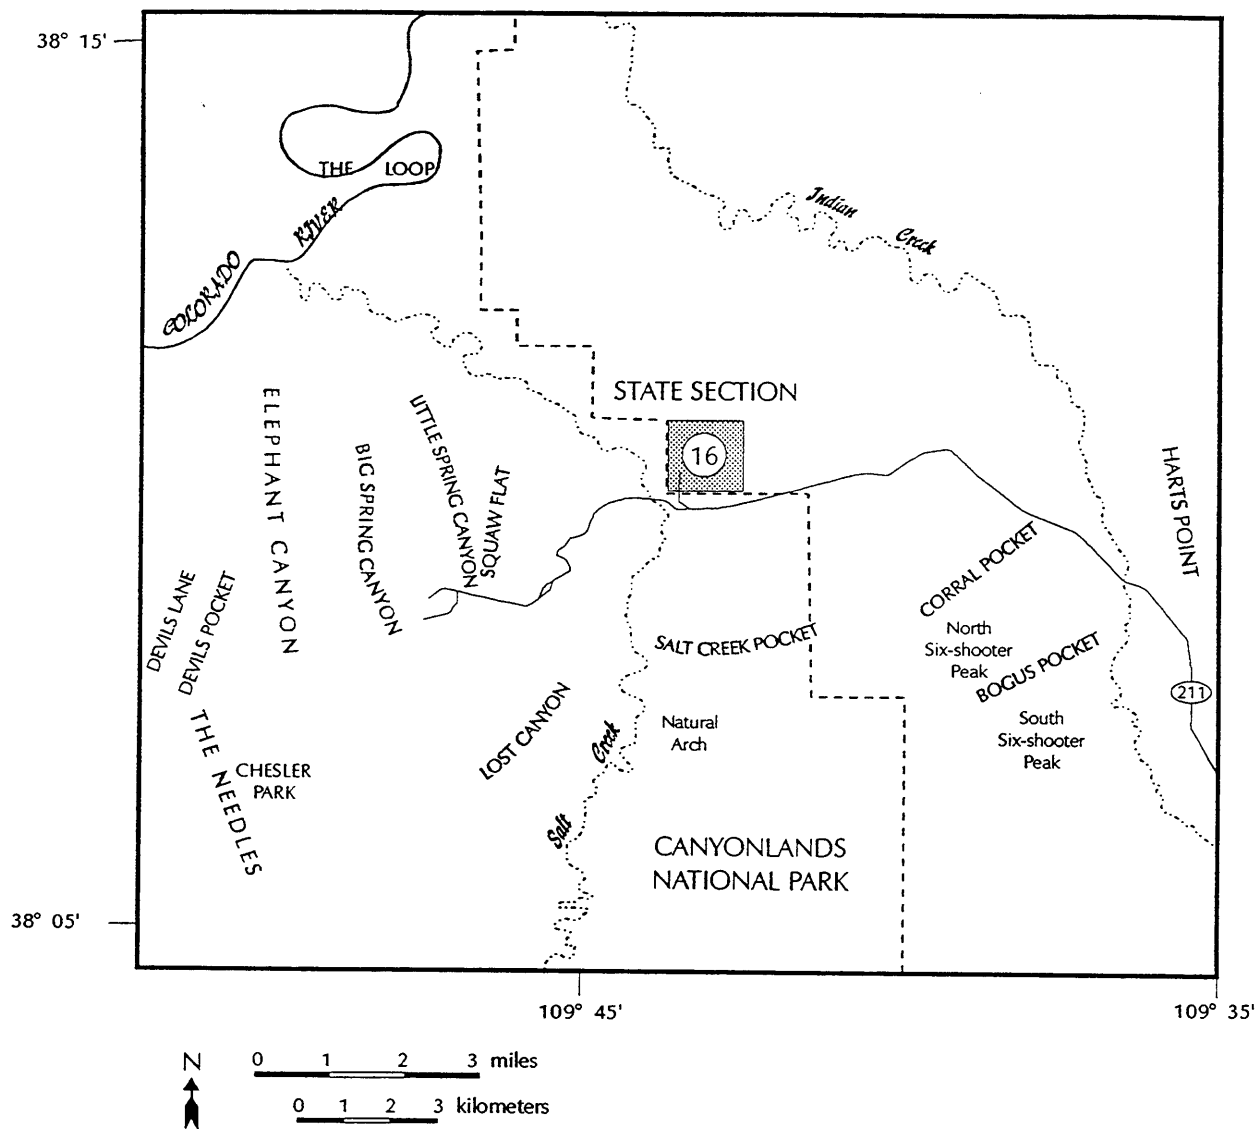 38° 15'
THE LOOP
COLORADO RIVER
Indian Creek
STATE SECTION
16
ELEPHANT CANYON
BIG SPRING CANYON
LITTLE SPRING CANYON
SQUAW FLAT
HARTS POINT
DEVILS LANE
DEVILS POCKET
CORRAL POCKET
North
Six-shooter
Peak
SALT CREEK POCKET
BOGUS POCKET
211
LOST CANYON
Natural
Arch
South
Six-shooter
Peak
THE NEEDLES
CHESLER
PARK
Salt Creek
CANYONLANDS
NATIONAL PARK
38° 05'
109° 45'
109° 35'
N
0 1 2 3 miles
0 1 2 3 kilometers